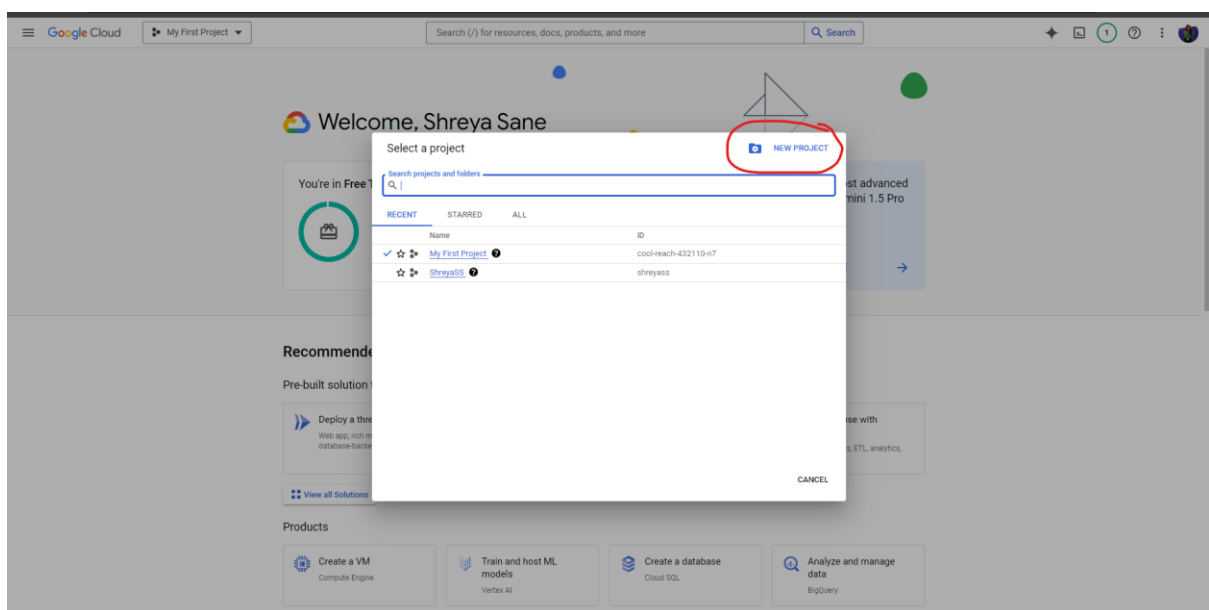 Google Cloud
My First Project
Search (/) for resources, docs, products, and more
Search
1
Welcome, Shreya Sane
Select a project
NEW PROJECT
You're in Free T
Search projects and folders
st advanced
mini 1.5 Pro
RECENT STARRED ALL
Name ID
My First Project cool-reach-432110-n7
ShreyaSS shreyass
Recommende
Pre-built solution
Deploy a thre
Web app, rich m
database-backe
se with
s, ETL, analytics,
CANCEL
View all Solutions
Products
Create a VM
Compute Engine
Train and host ML
models
Vertex AI
Create a database
Cloud SQL
Analyze and manage
data
BigQuery